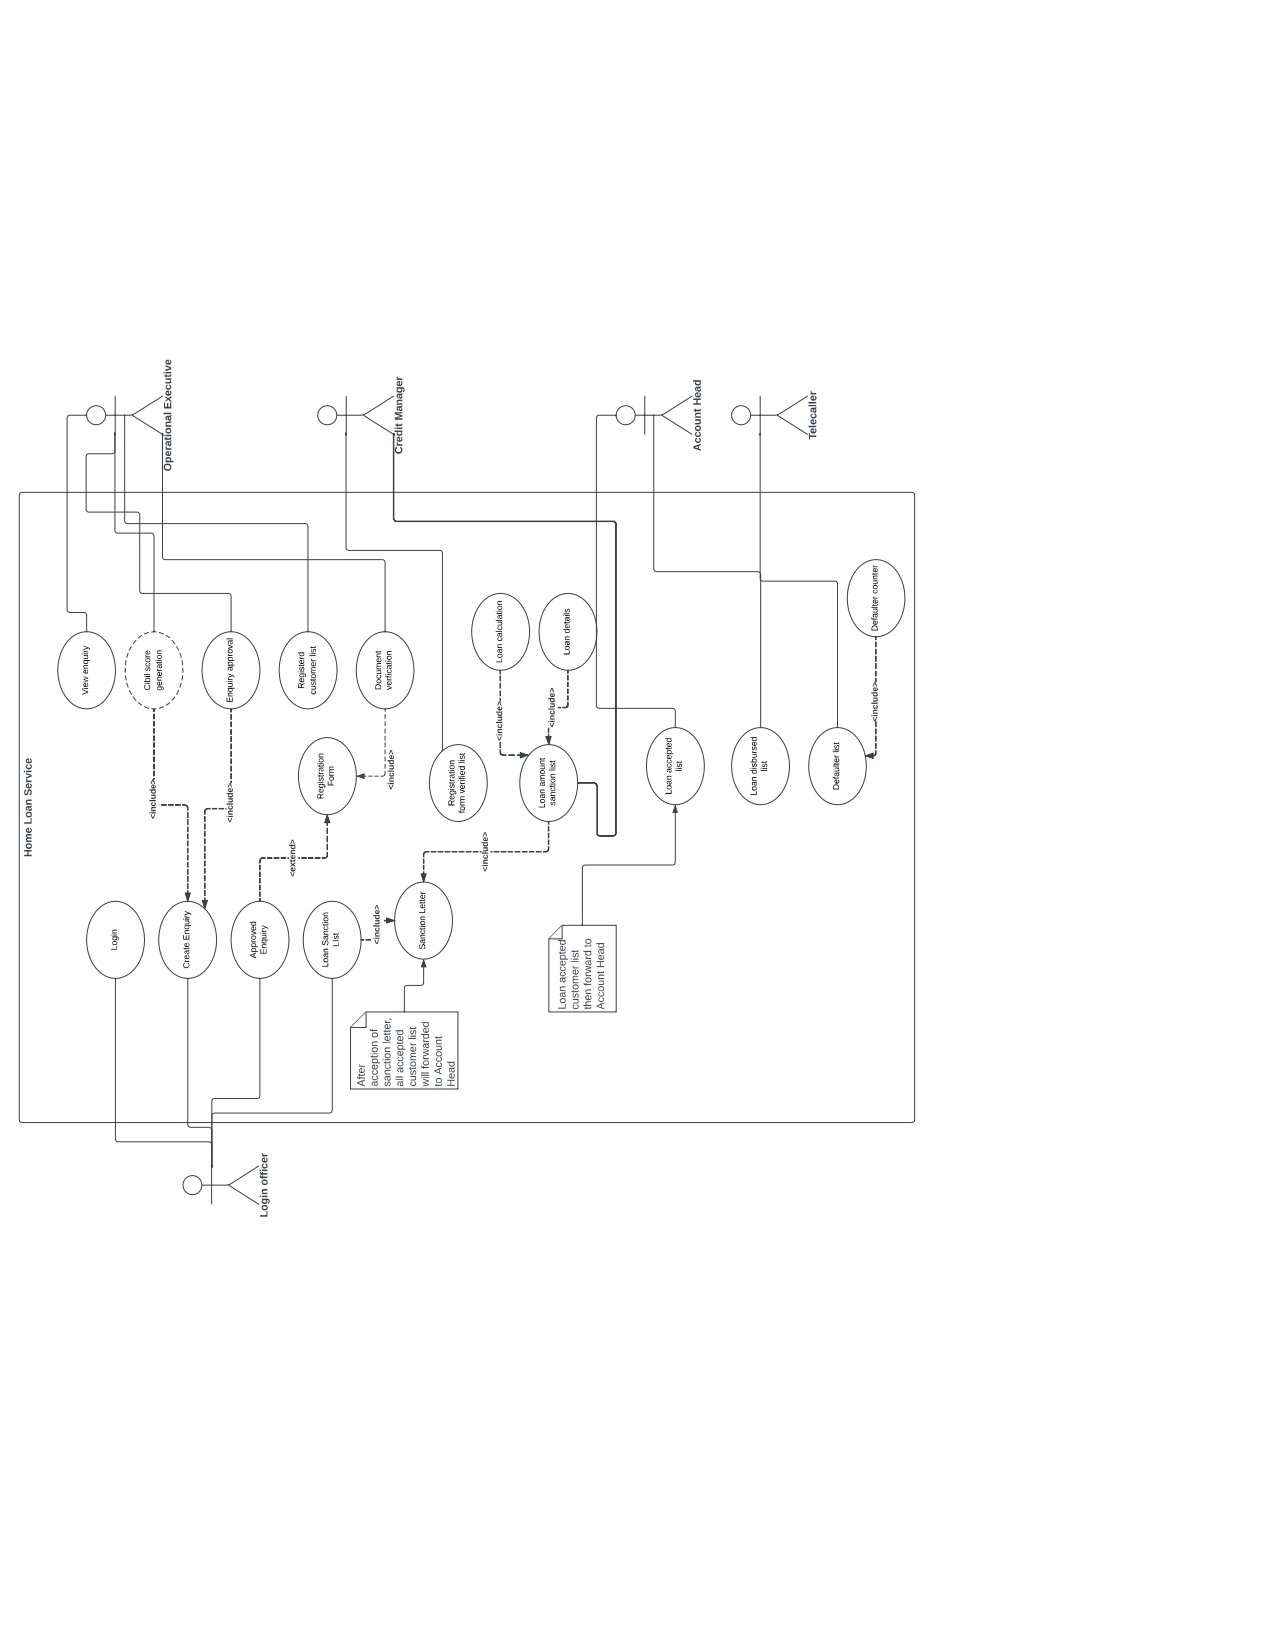 Home Loan Service
Login officer
Login
Create Enquiry
Approved
Enquiry
Loan Sanction
LIst
Sanction Letter
After
acception of
sanction letter,
all accepted
customer list
will forwarded
to Account
Head
Loan accepted
customer list
then forward to
Account Head
<include>
<include>
<extend>
<include>
<include>
<include>
<include>
<include>
<include>
Registration
Form
Registration
form verified list
Loan amount
sanction list
Loan accepted
list
Loan disbursed
list
Defaulter list
View enquiry
Cibil score
generation
Enquiry approval
Registerd
customer list
Document
verfication
Loan calculation
Loan details
Defaulter counter
Operational Executive
Credit Manager
Account Head
Telecaller